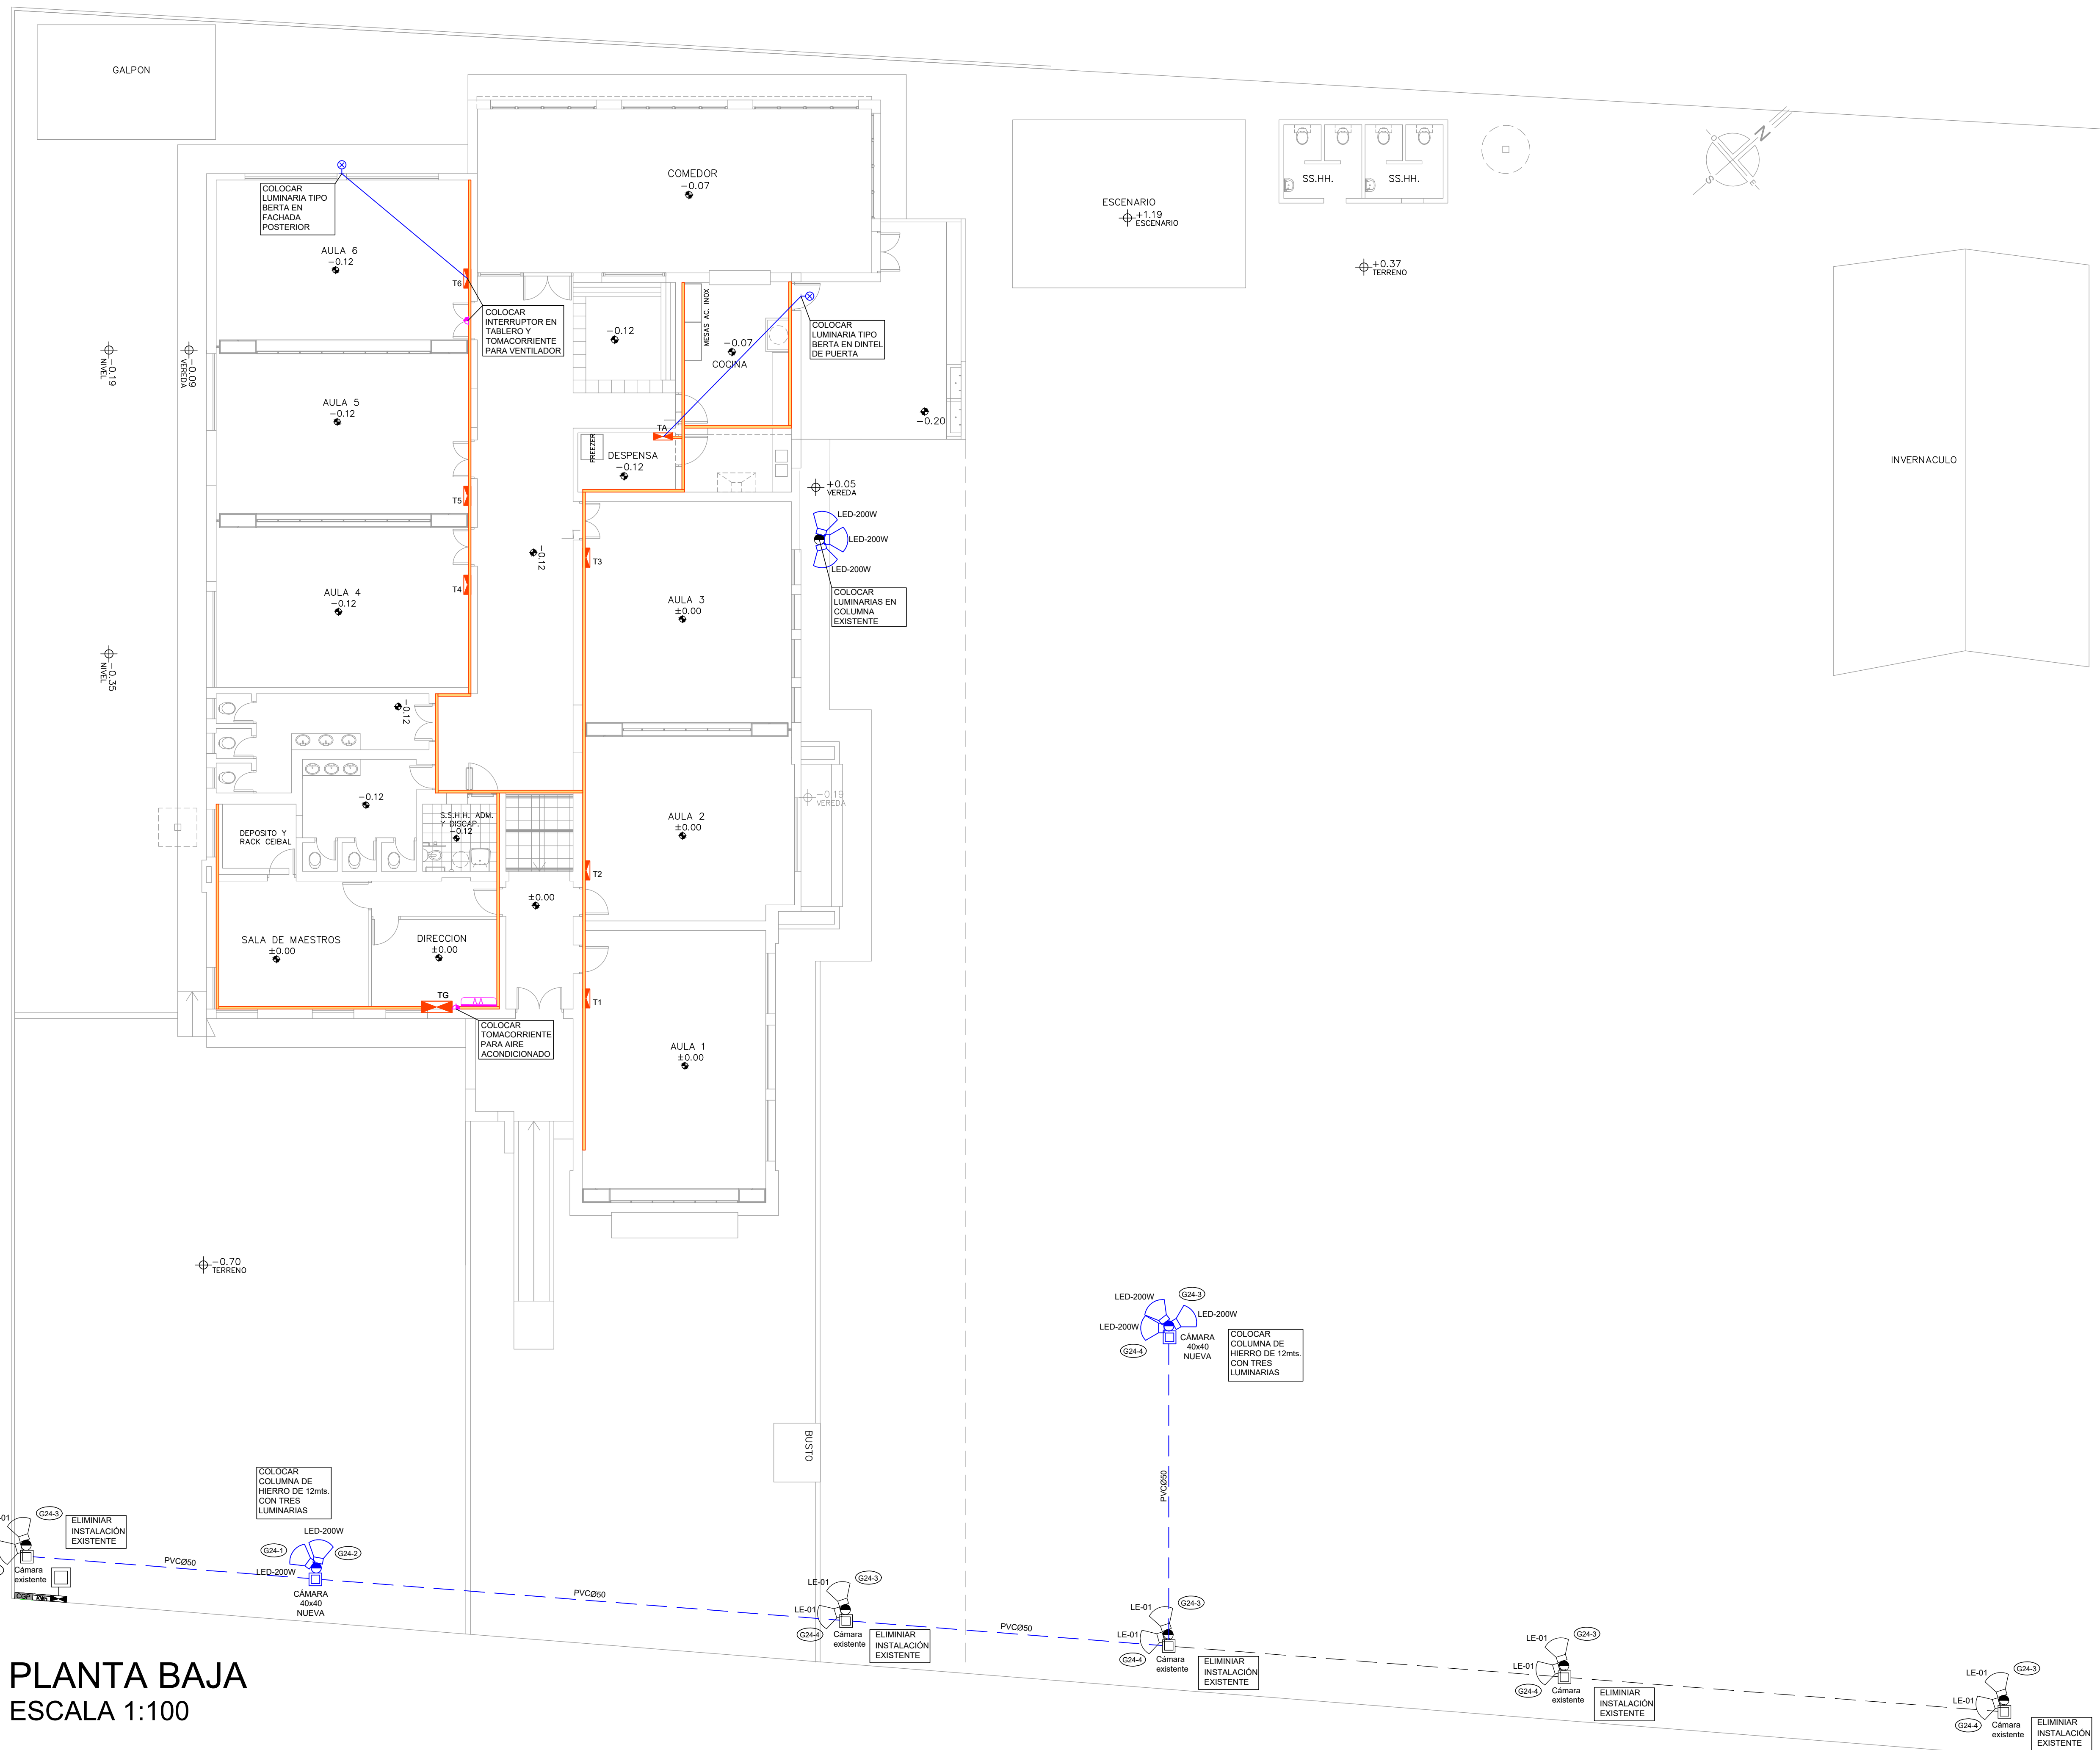 GALPON
COMEDOR
-0.07
SS.HH.
SS.HH.
N
O
S
E
COLOCAR
LUMINARIA TIPO
BERTA EN
FACHADA
POSTERIOR
ESCENARIO
+1.19
ESCENARIO
AULA 6
-0.12
T6
+0.37
TERRENO
COLOCAR
INTERRUPTOR EN
TABLERO Y
TOMACORRIENTE
PARA VENTILADOR
-0.12
MESAS AC. INOX
-0.07
COCINA
COLOCAR
LUMINARIA TIPO
BERTA EN DINTEL
DE PUERTA
-0.19
NIVEL
-0.09
VEREDA
AULA 5
-0.12
-0.20
TA
FREEZER
DESPENSA
-0.12
INVERNACULO
T5
+0.05
VEREDA
LED-200W
LED-200W
LED-200W
-0.12
T3
AULA 4
-0.12
T4
AULA 3
±0.00
COLOCAR
LUMINARIAS EN
COLUMNA
EXISTENTE
-0.35
NIVEL
-0.12
-0.12
-0.19
VEREDA
S.S.H.H. ADM.
Y DISCAP.
-0.12
AULA 2
±0.00
DEPOSITO Y
RACK CEIBAL
T2
±0.00
SALA DE MAESTROS
±0.00
DIRECCION
±0.00
TG
A.A.
T1
COLOCAR
TOMACORRIENTE
PARA AIRE
ACONDICIONADO
AULA 1
±0.00
-0.70
TERRENO
LED-200W
G24-3
LED-200W
LED-200W
G24-4
CÁMARA
40x40
NUEVA
COLOCAR
COLUMNA DE
HIERRO DE 12mts.
CON TRES
LUMINARIAS
BUSTO
PVCØ50
COLOCAR
COLUMNA DE
HIERRO DE 12mts.
CON TRES
LUMINARIAS
-01
G24-3
ELIMINIAR
INSTALACIÓN
EXISTENTE
Cámara
existente
PVCØ50
LED-200W
G24-1
G24-2
LED-200W
CÁMARA
40x40
NUEVA
PVCØ50
LE-01
G24-3
LE-01
G24-4
Cámara
existente
ELIMINIAR
INSTALACIÓN
EXISTENTE
PVCØ50
LE-01
G24-3
LE-01
G24-4
Cámara
existente
ELIMINIAR
INSTALACIÓN
EXISTENTE
LE-01
G24-3
LE-01
G24-4
Cámara
existente
ELIMINIAR
INSTALACIÓN
EXISTENTE
LE-01
G24-3
LE-01
G24-4
Cámara
existente
ELIMINIAR
INSTALACIÓN
EXISTENTE
PLANTA BAJA
ESCALA 1:100